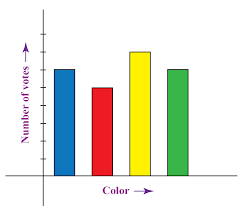 Number of votes →
Color →